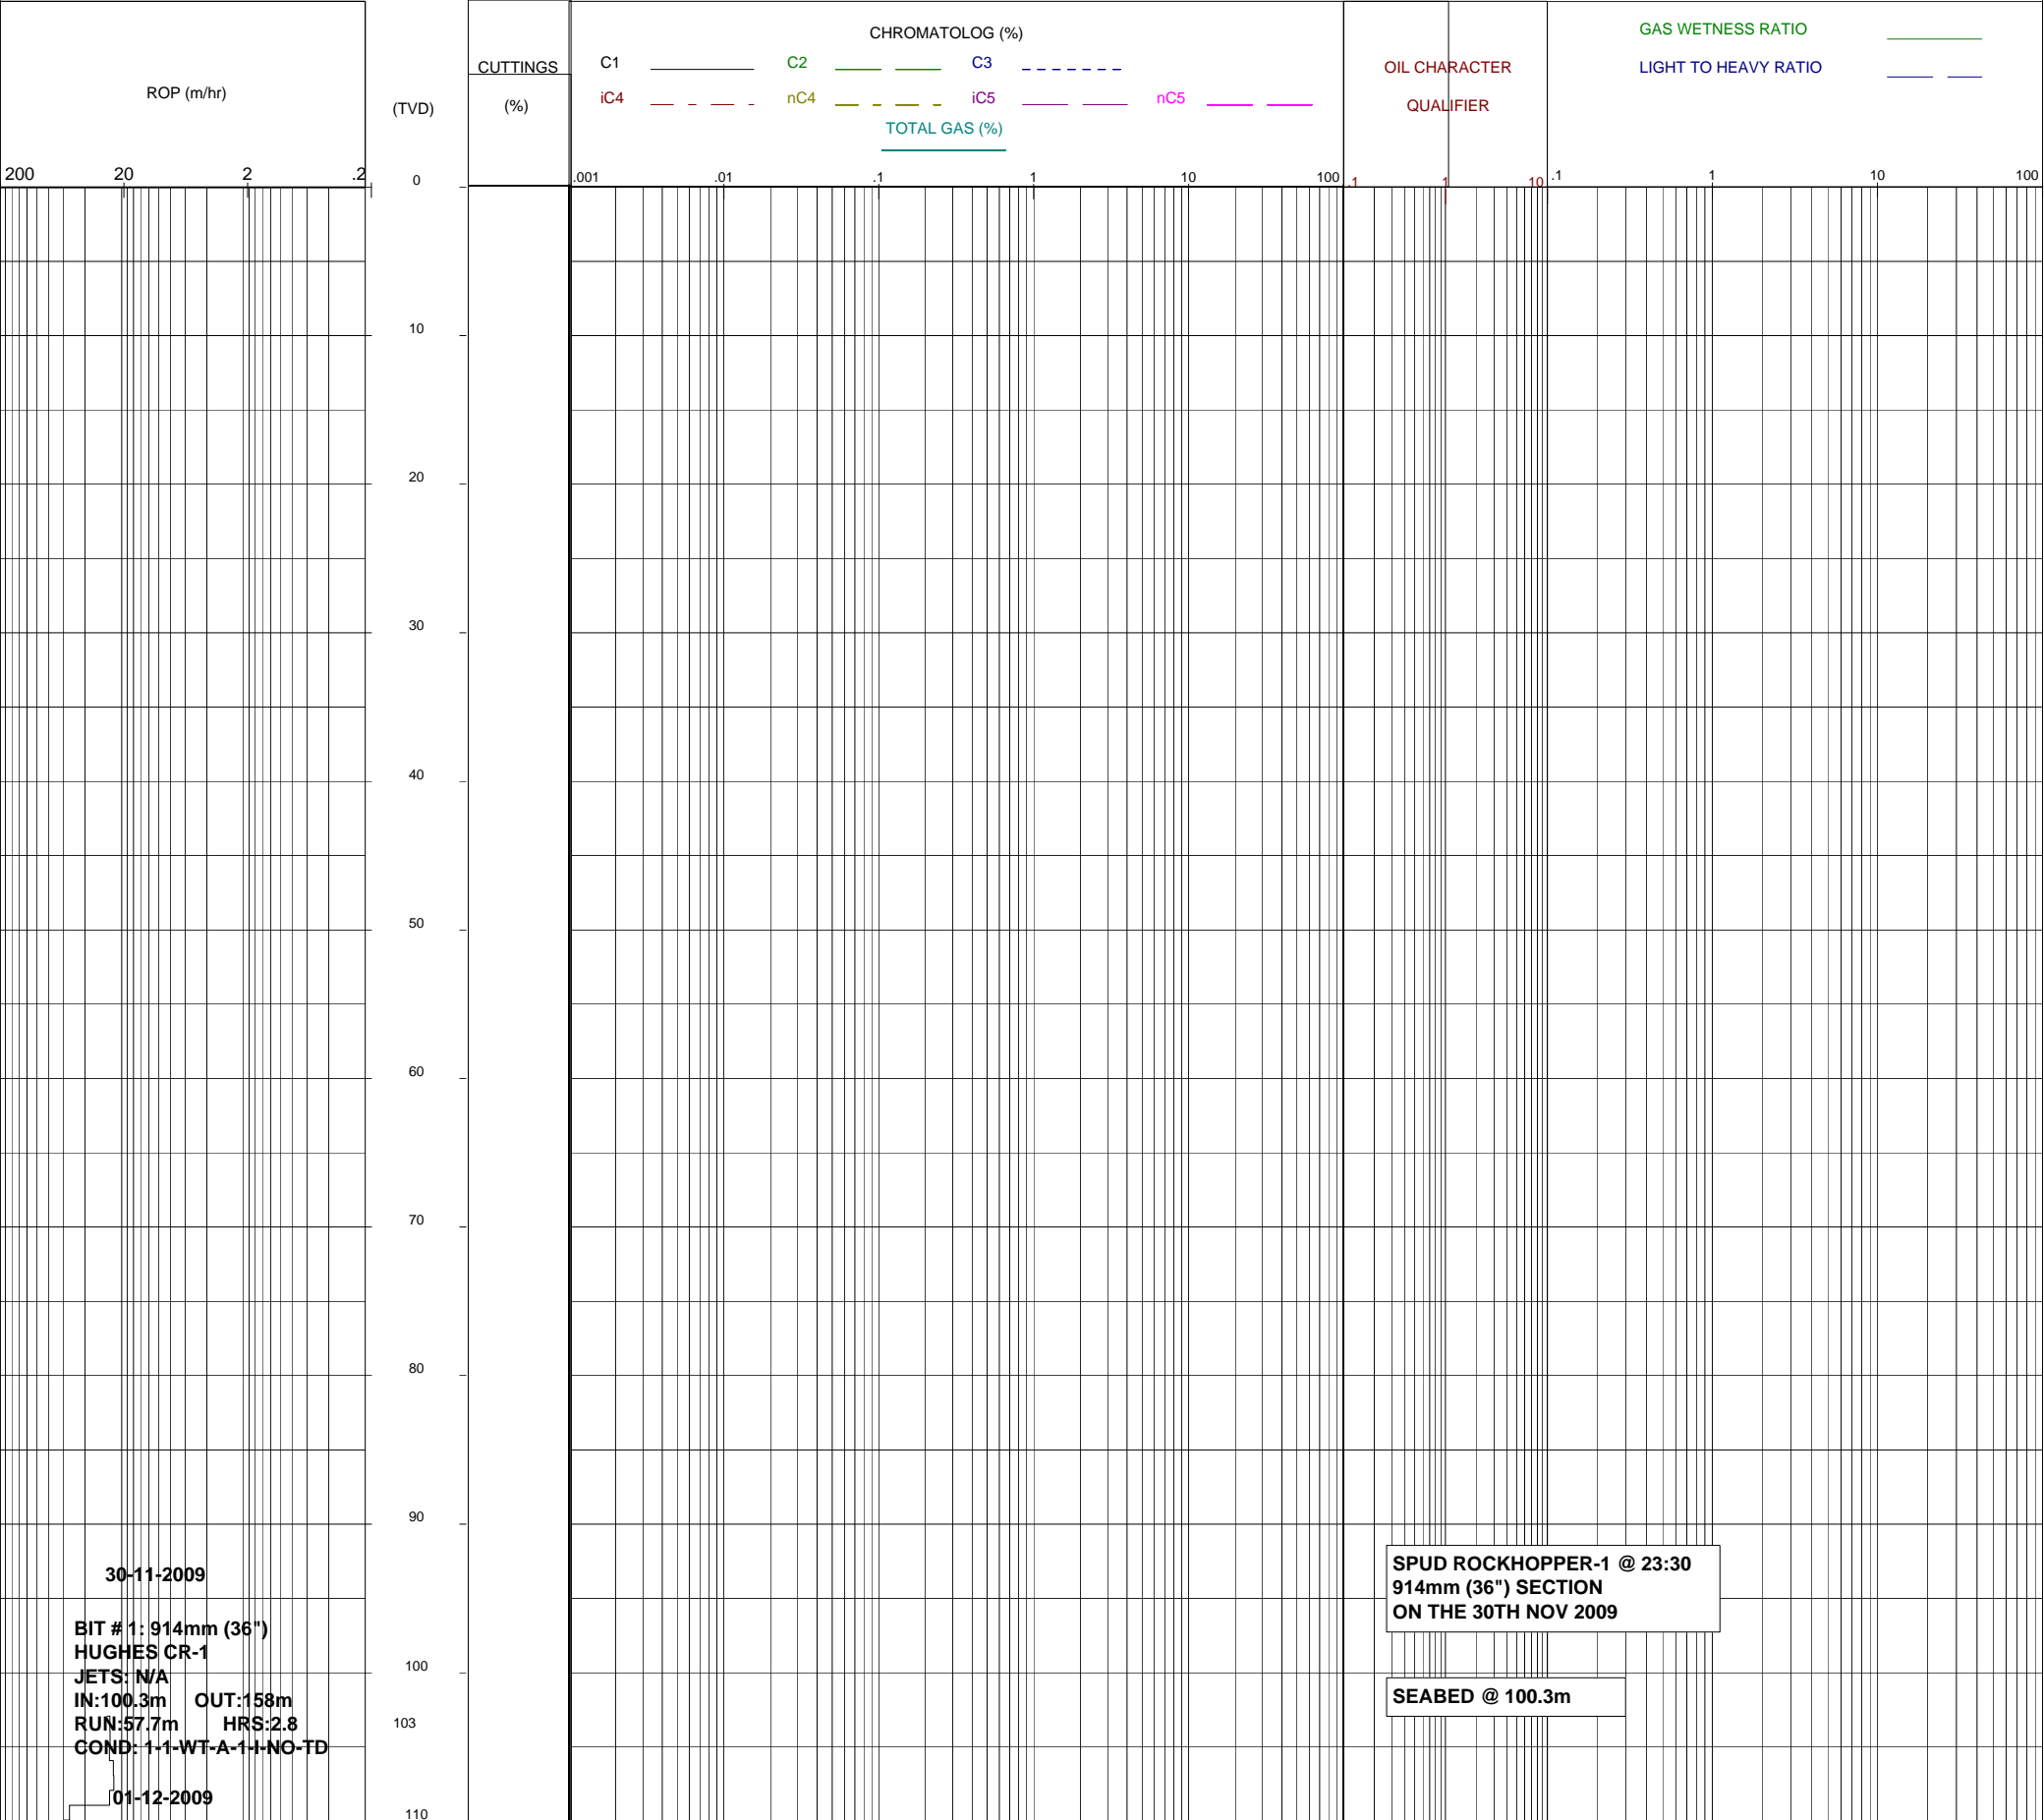 ROP (m/hr)
200 20 2 .2
(TVD)
CUTTINGS
(%)
CHROMATOLOG (%)
C1 C2 C3
iC4 nC4 iC5 nC5
TOTAL GAS (%)
.001 .01 .1 1 10 100
OIL CHARACTER
QUALIFIER
.1 1 10
GAS WETNESS RATIO
LIGHT TO HEAVY RATIO
.1 1 10 100
0
10
20
30
40
50
60
70
80
90
100
103
110
30-11-2009
BIT # 1: 914mm (36")
HUGHES CR-1
JETS: N/A
IN:100.3m OUT:158m
RUN:57.7m HRS:2.8
COND: 1-1-WT-A-1-I-NO-TD
01-12-2009
SPUD ROCKHOPPER-1 @ 23:30
914mm (36") SECTION
ON THE 30TH NOV 2009
SEABED @ 100.3m